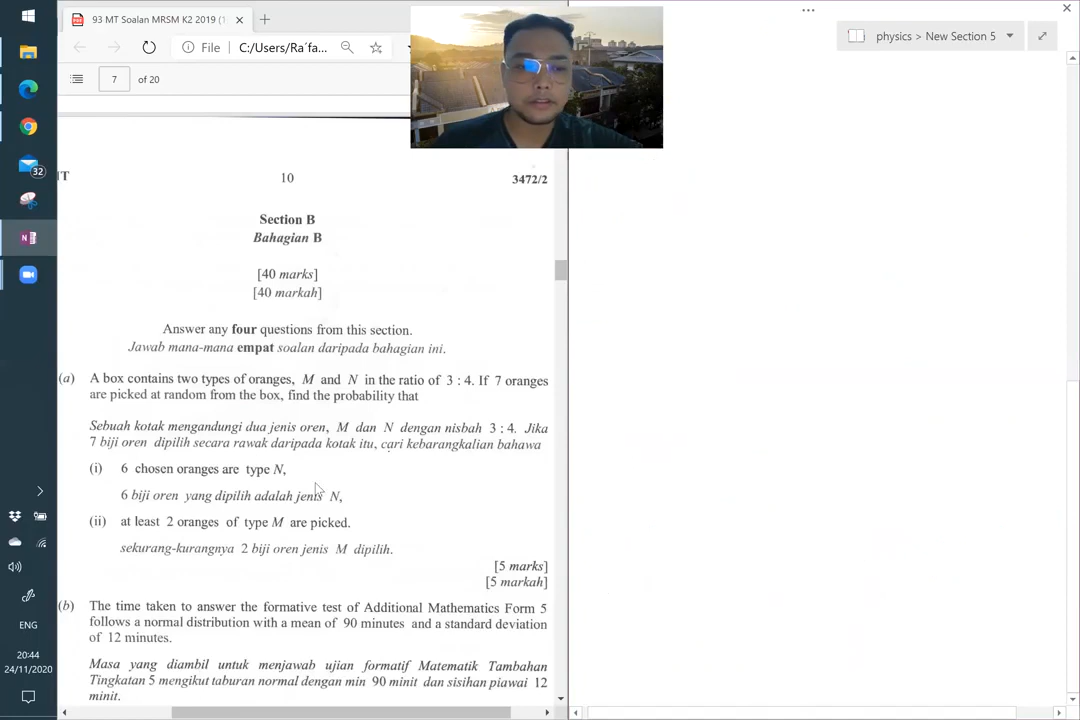 93 MT Soalan MRSM K2 2019 (1
File
C:/Users/Ra´fa...
physics > New Section 5
7 of 20
IT 10 3472/2
Section B
Bahagian B
[40 marks]
[40 markah]
Answer any four questions from this section.
Jawab mana-mana empat soalan daripada bahagian ini.
(a) A box contains two types of oranges, M and N in the ratio of 3 : 4. If 7 oranges
are picked at random from the box, find the probability that
Sebuah kotak mengandungi dua jenis oren, M dan N dengan nisbah 3 : 4. Jika
7 biji oren dipilih secara rawak daripada kotak itu, cari kebarangkalian bahawa
(i) 6 chosen oranges are type N,
6 biji oren yang dipilih adalah jenis N,
(ii) at least 2 oranges of type M are picked.
sekurang-kurangnya 2 biji oren jenis M dipilih.
[5 marks]
[5 markah]
(b) The time taken to answer the formative test of Additional Mathematics Form 5
follows a normal distribution with a mean of 90 minutes and a standard deviation
of 12 minutes.
Masa yang diambil untuk menjawab ujian formatif Matematik Tambahan
Tingkatan 5 mengikut taburan normal dengan min 90 minit dan sisihan piawai 12
minit.
32
N
ENG
20:44
24/11/2020